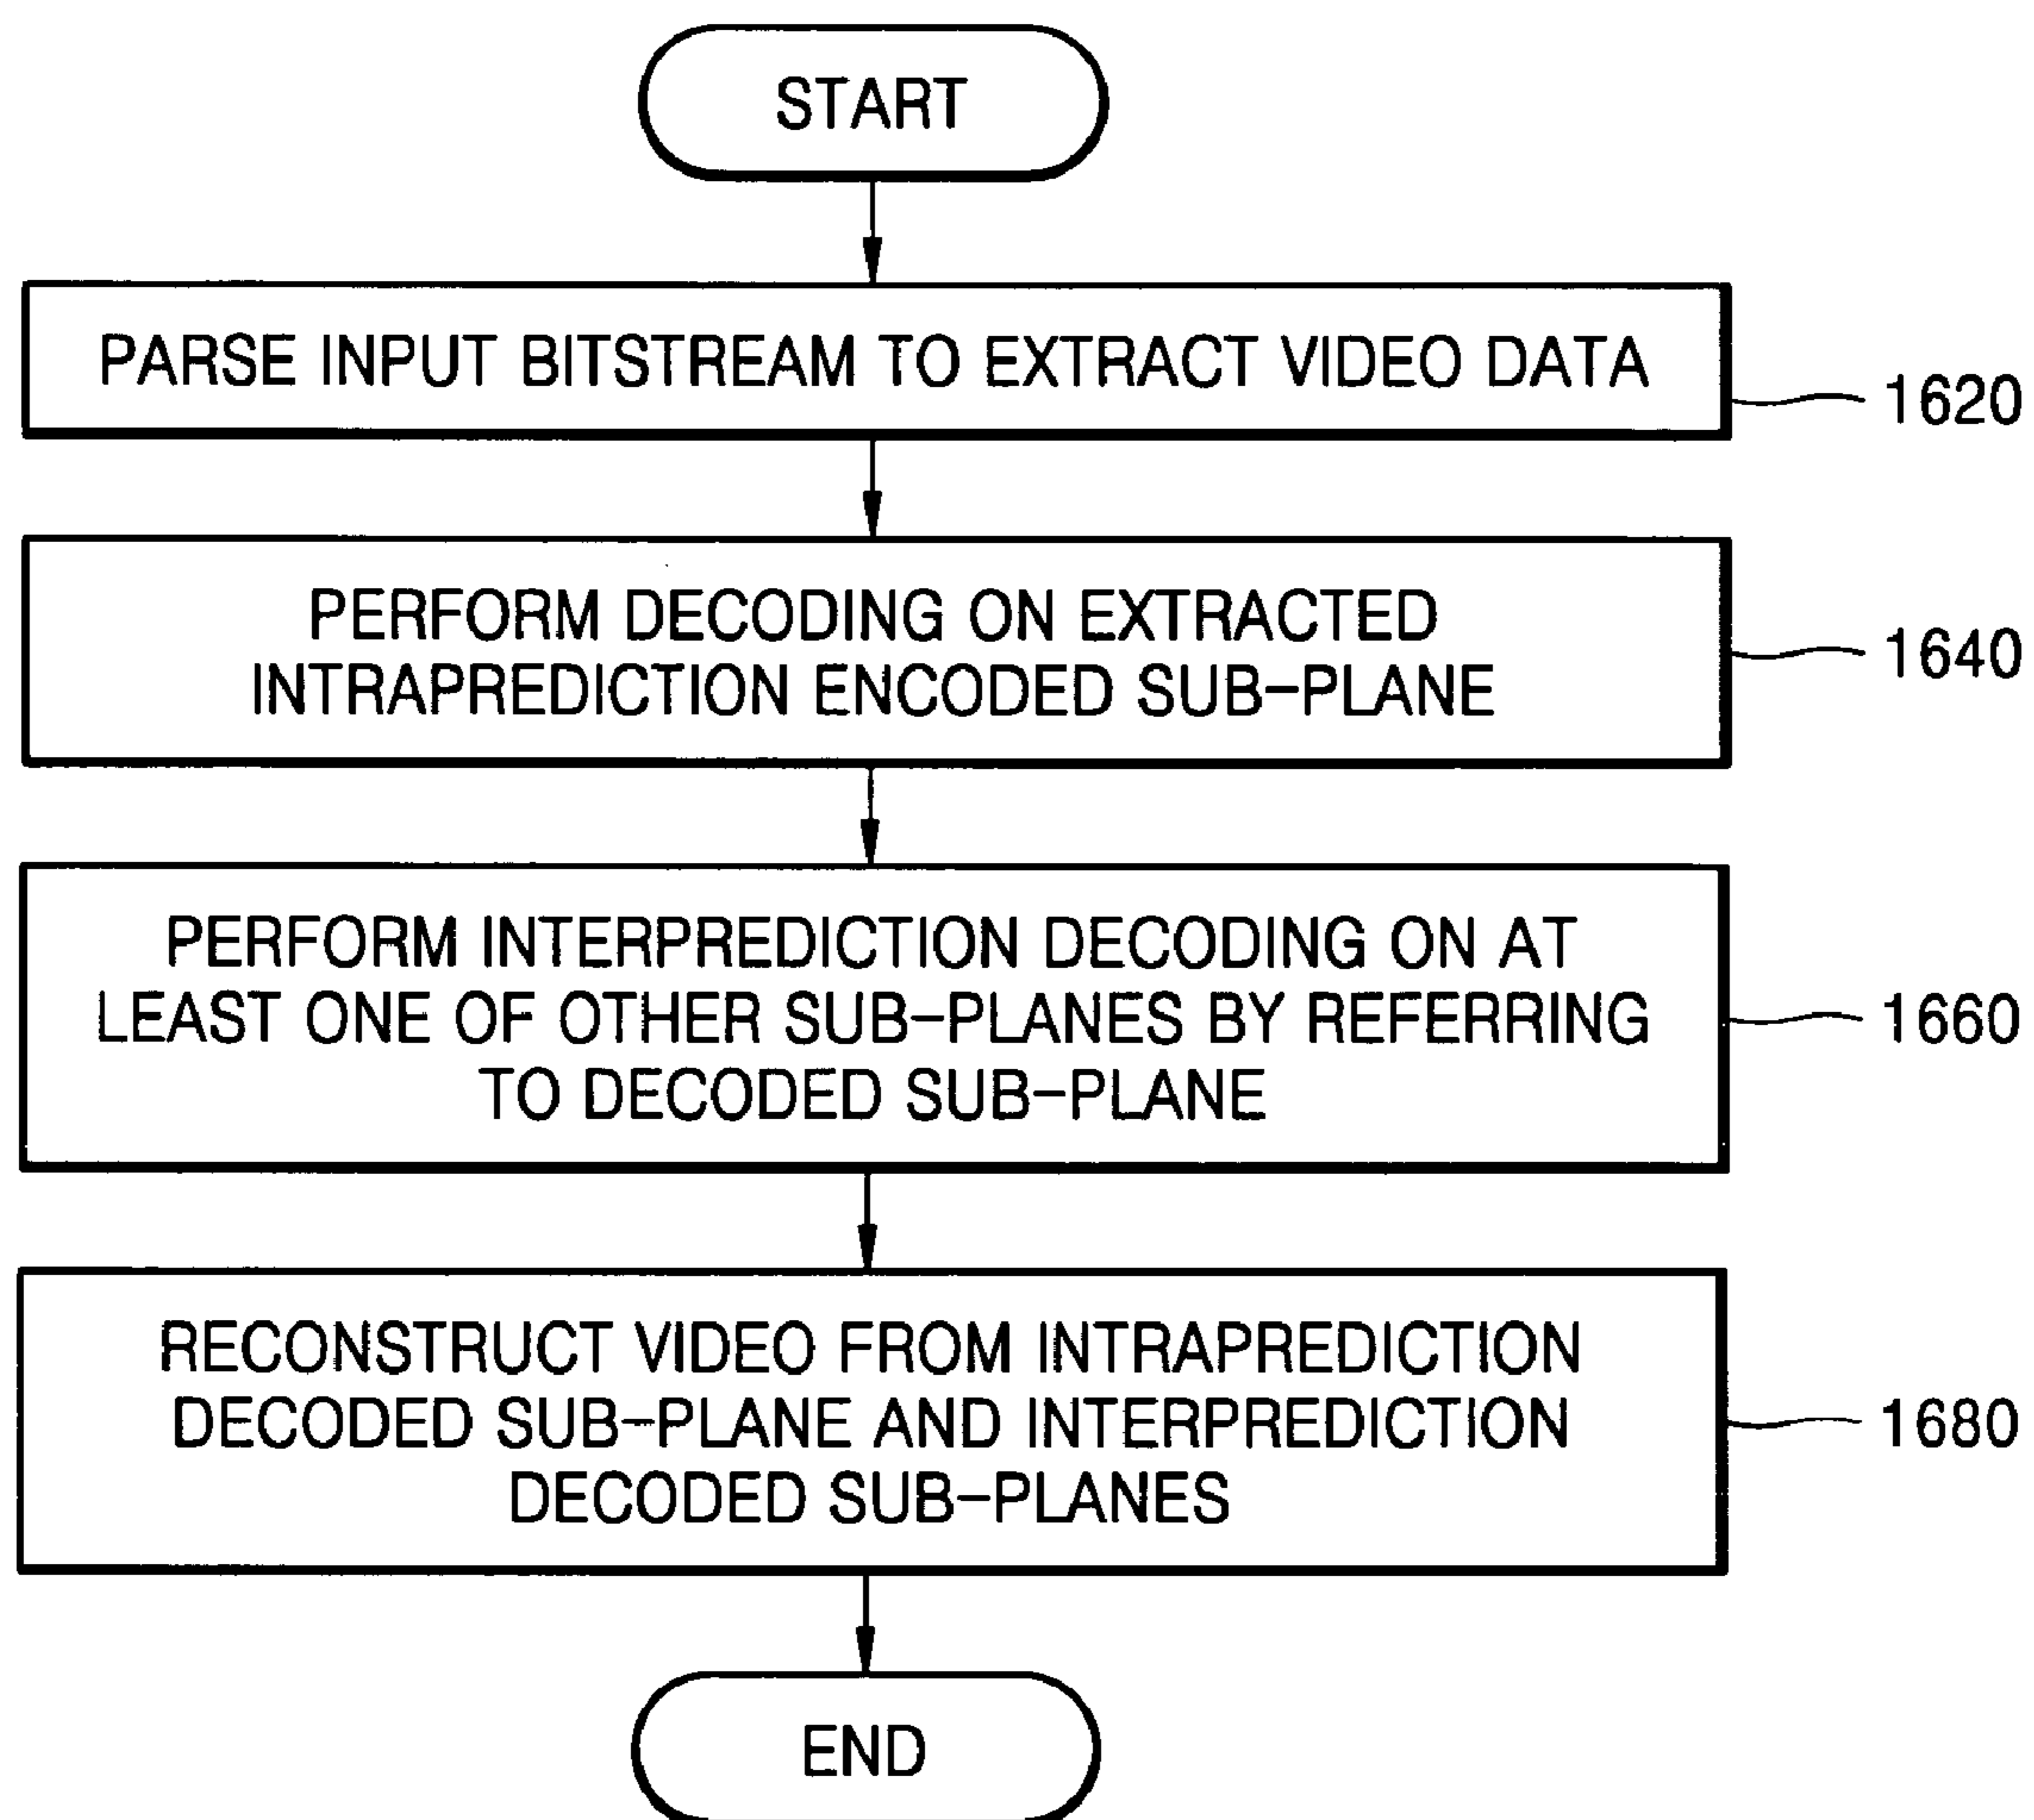 START
PARSE INPUT BITSTREAM TO EXTRACT VIDEO DATA
1620
PERFORM DECODING ON EXTRACTED
INTRAPREDICTION ENCODED SUB-PLANE
1640
PERFORM INTERPREDICTION DECODING ON AT
LEAST ONE OF OTHER SUB-PLANES BY REFERRING
TO DECODED SUB-PLANE
1660
RECONSTRUCT VIDEO FROM INTRAPREDICTION
DECODED SUB-PLANE AND INTERPREDICTION
DECODED SUB-PLANES
1680
END